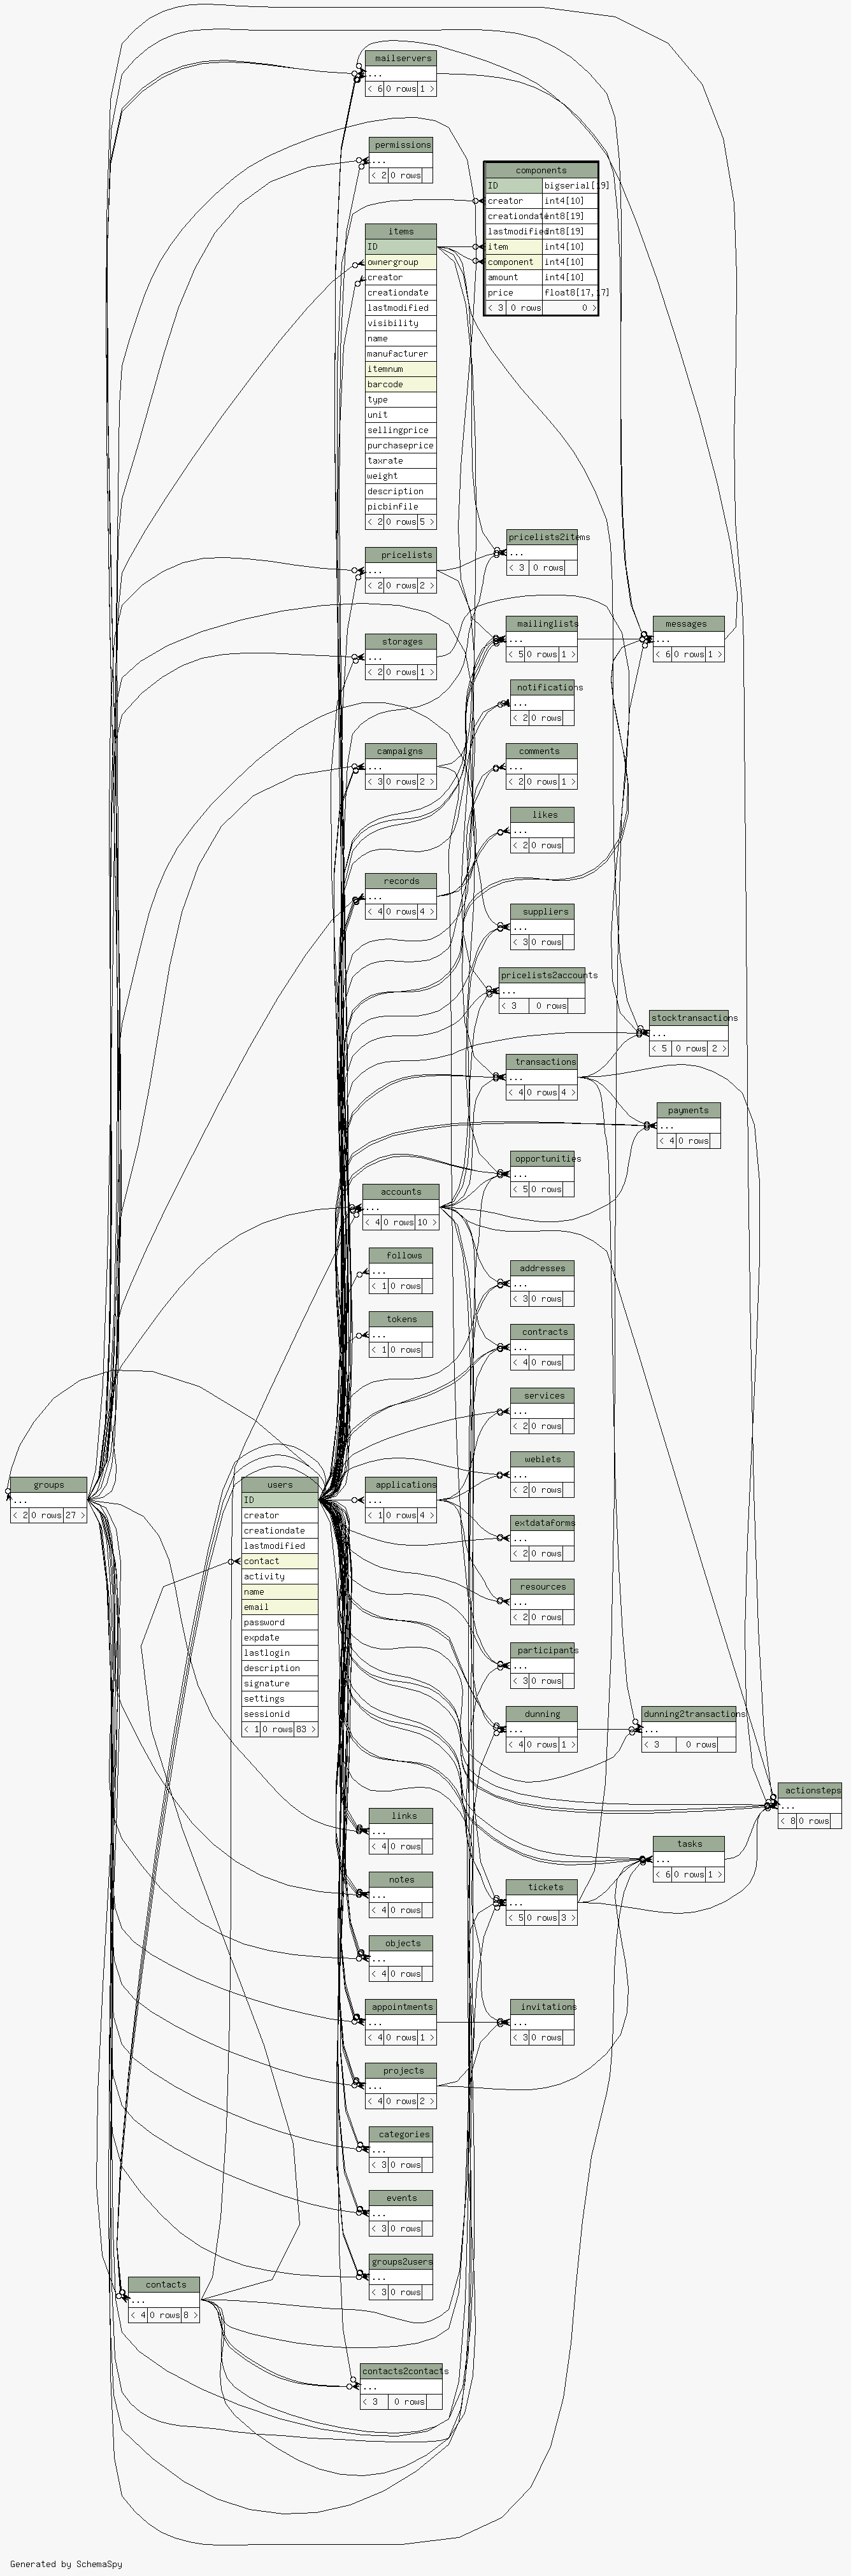 mailservers
...
< 6 0 rows 1 >
permissions
...
< 2 0 rows
components
ID bigserial[19]
creator int4[10]
creationdate int8[19]
lastmodified int8[19]
item int4[10]
component int4[10]
amount int4[10]
price float8[17,17]
< 3 0 rows 0 >
items
ID
ownergroup
creator
creationdate
lastmodified
visibility
name
manufacturer
itemnum
barcode
type
unit
sellingprice
purchaseprice
taxrate
weight
description
picbinfile
< 2 0 rows 5 >
pricelists2items
...
< 3 0 rows
pricelists
...
< 2 0 rows 2 >
mailinglists
...
< 5 0 rows 1 >
messages
...
< 6 0 rows 1 >
storages
...
< 2 0 rows 1 >
notifications
...
< 2 0 rows
campaigns
...
< 3 0 rows 2 >
comments
...
< 2 0 rows 1 >
likes
...
< 2 0 rows
records
...
< 4 0 rows 4 >
suppliers
...
< 3 0 rows
pricelists2accounts
...
< 3 0 rows
stocktransactions
...
< 5 0 rows 2 >
transactions
...
< 4 0 rows 4 >
payments
...
< 4 0 rows
opportunities
...
< 5 0 rows
accounts
...
< 4 0 rows 10 >
follows
...
< 1 0 rows
addresses
...
< 3 0 rows
tokens
...
< 1 0 rows
contracts
...
< 4 0 rows
services
...
< 2 0 rows
groups
...
< 2 0 rows 27 >
users
ID
creator
creationdate
lastmodified
contact
activity
name
email
password
expdate
lastlogin
description
signature
settings
sessionid
< 1 0 rows 83 >
applications
...
< 1 0 rows 4 >
weblets
...
< 2 0 rows
extdataforms
...
< 2 0 rows
resources
...
< 2 0 rows
participants
...
< 3 0 rows
dunning
...
< 4 0 rows 1 >
dunning2transactions
...
< 3 0 rows
actionsteps
...
< 8 0 rows
links
...
< 4 0 rows
tasks
...
< 6 0 rows 1 >
notes
...
< 4 0 rows
tickets
...
< 5 0 rows 3 >
objects
...
< 4 0 rows
appointments
...
< 4 0 rows 1 >
invitations
...
< 3 0 rows
projects
...
< 4 0 rows 2 >
categories
...
< 3 0 rows
events
...
< 3 0 rows
groups2users
...
< 3 0 rows
contacts
...
< 4 0 rows 8 >
contacts2contacts
...
< 3 0 rows
Generated by SchemaSpy